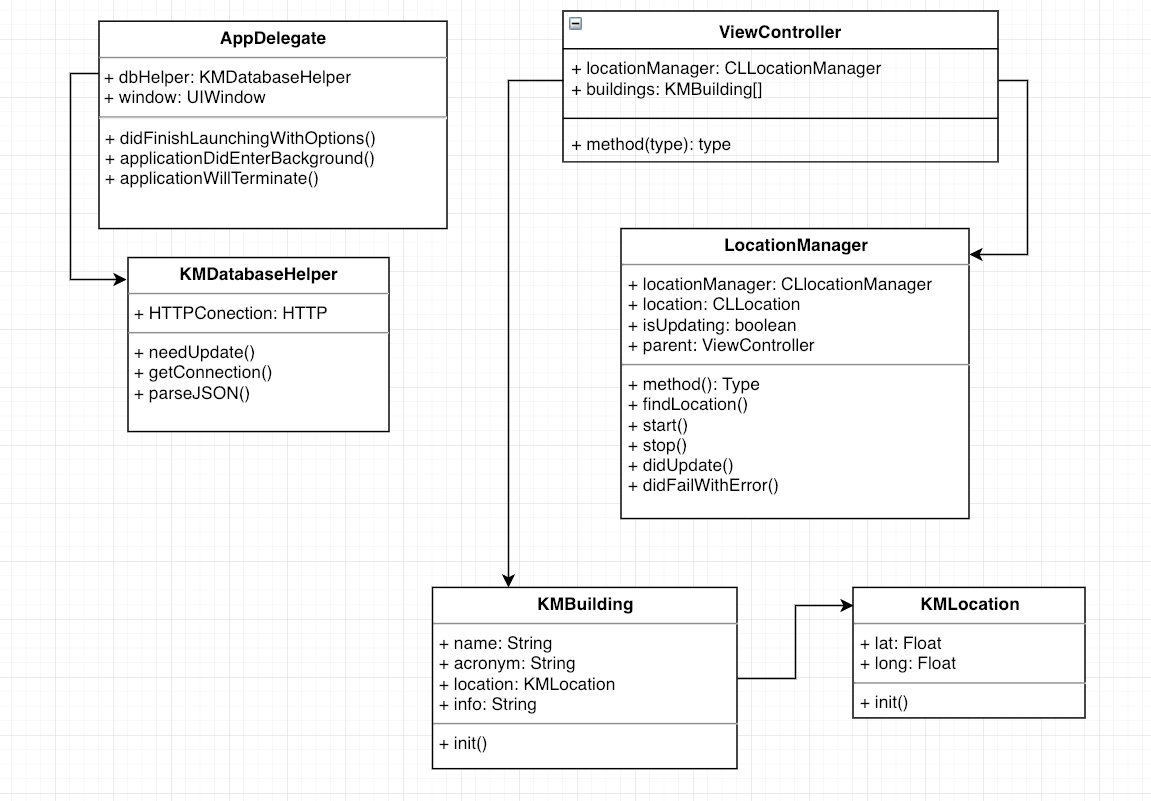 AppDelegate
+ dbHelper: KMDatabaseHelper
+ window: UIWindow
+ didFinishLaunchingWithOptions()
+ applicationDidEnterBackground()
+ applicationWillTerminate()
ViewController
+ locationManager: CLLocationManager
+ buildings: KMBuilding[]
+ method(type): type
KMDatabaseHelper
+ HTTPConection: HTTP
+ needUpdate()
+ getConnection()
+ parseJSON()
LocationManager
+ locationManager: CLlocationManager
+ location: CLLocation
+ isUpdating: boolean
+ parent: ViewController
+ method(): Type
+ findLocation()
+ start()
+ stop()
+ didUpdate()
+ didFailWithError()
KMBuilding
+ name: String
+ acronym: String
+ location: KMLocation
+ info: String
+ init()
KMLocation
+ lat: Float
+ long: Float
+ init()